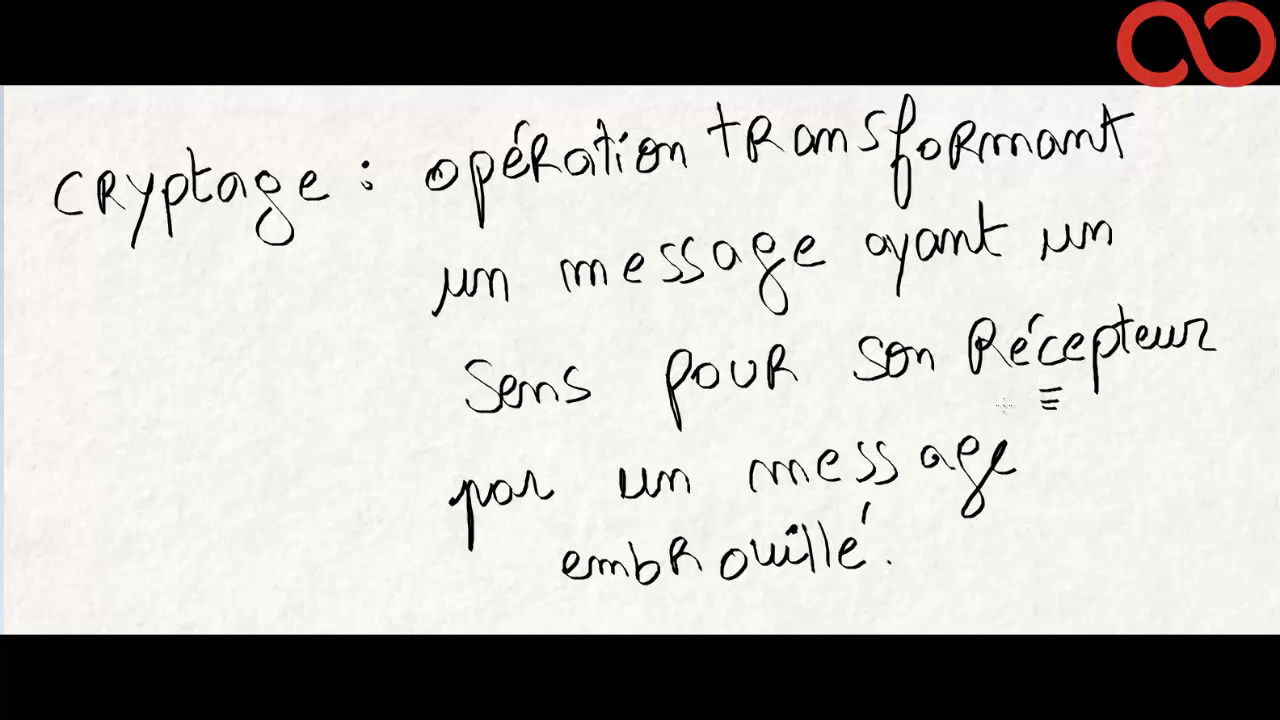 cryptage : opération transformant
un message ayant un
sens pour son Récepteur
par un message
embrouillé.